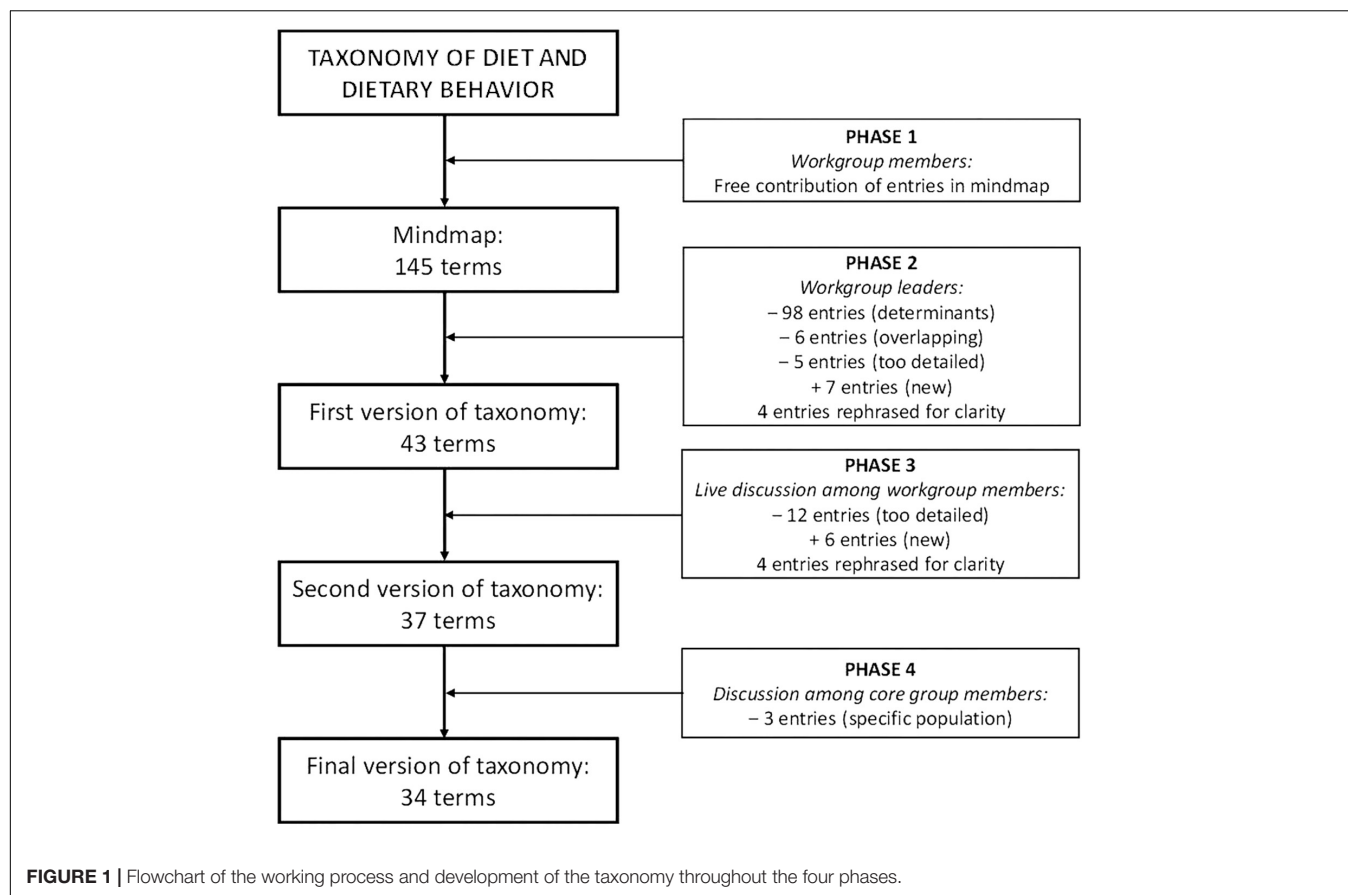 TAXONOMY OF DIET AND
DIETARY BEHAVIOR
PHASE 1
Workgroup members:
Free contribution of entries in mindmap
Mindmap:
145 terms
PHASE 2
Workgroup leaders:
– 98 entries (determinants)
– 6 entries (overlapping)
– 5 entries (too detailed)
+ 7 entries (new)
4 entries rephrased for clarity
First version of taxonomy:
43 terms
PHASE 3
Live discussion among workgroup members:
– 12 entries (too detailed)
+ 6 entries (new)
4 entries rephrased for clarity
Second version of taxonomy:
37 terms
PHASE 4
Discussion among core group members:
– 3 entries (specific population)
Final version of taxonomy:
34 terms
FIGURE 1 | Flowchart of the working process and development of the taxonomy throughout the four phases.